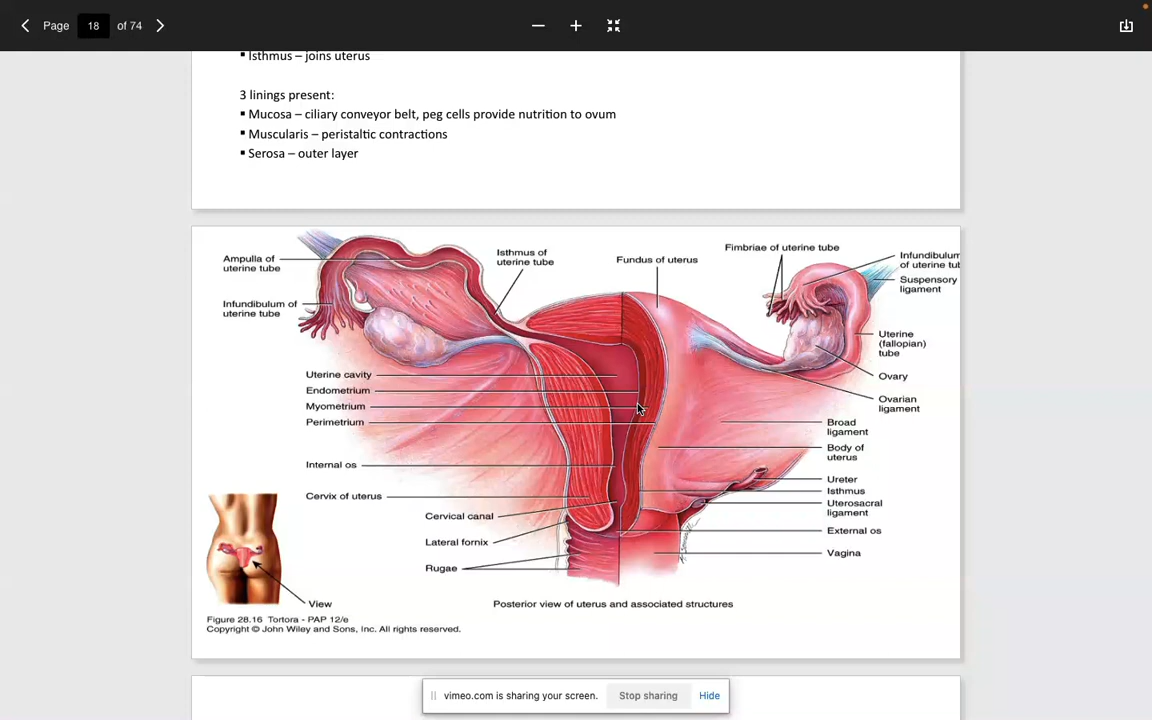 Page 18 of 74
Isthmus – joins uterus
3 linings present:
▪ Mucosa – ciliary conveyor belt, peg cells provide nutrition to ovum
▪ Muscularis – peristaltic contractions
▪ Serosa – outer layer
Ampulla of
uterine tube
Isthmus of
uterine tube
Fundus of uterus
Fimbriae of uterine tube
Infundibulum
of uterine tub
Suspensory
ligament
Infundibulum of
uterine tube
Uterine
(fallopian)
tube
Ovary
Ovarian
ligament
Uterine cavity
Endometrium
Myometrium
Perimetrium
Broad
ligament
Body of
uterus
Internal os
Ureter
Isthmus
Cervix of uterus
Uterosacral
ligament
Cervical canal
External os
Lateral fornix
Vagina
Rugae
View
Posterior view of uterus and associated structures
Figure 28.16 Tortora - PAP 12/e
Copyright © John Wiley and Sons, Inc. All rights reserved.
vimeo.com is sharing your screen. Stop sharing Hide